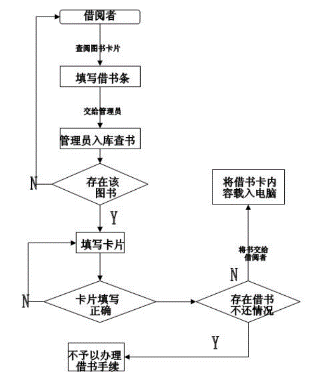 借阅者
查阅图书卡片
填写借书条
交给管理员
管理员入库查书
N
存在该
图书
Y
填写卡片
N
卡片填写
正确
存在借书
不还情况
N
将书交给
借阅者
将借书卡内
容载入电脑
Y
不予以办理
借书手续